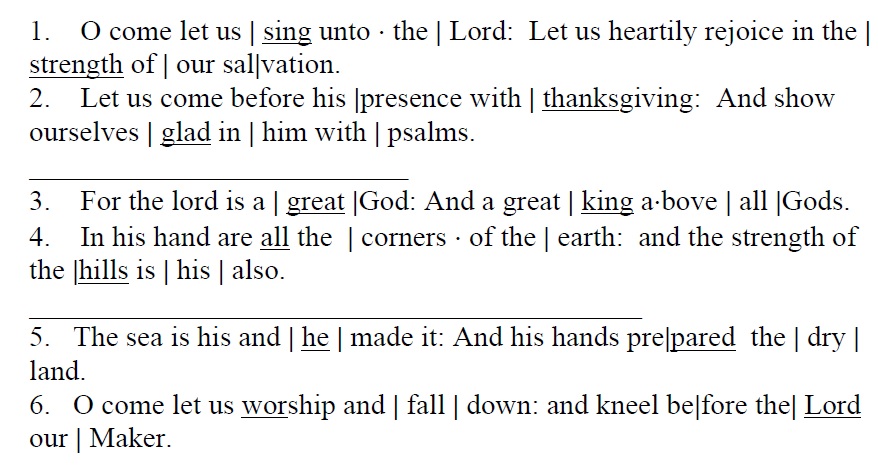 1. O come let us | sing unto · the | Lord: Let us heartily rejoice in the |
strength of | our sal|vation.
2. Let us come before his |presence with | thanksgiving: And show
ourselves | glad in | him with | psalms.
3. For the lord is a | great |God: And a great | king a·bove | all |Gods.
4. In his hand are all the | corners · of the | earth: and the strength of
the |hills is | his | also.
5. The sea is his and | he | made it: And his hands pre|pared the | dry |
land.
6. O come let us worship and | fall | down: and kneel be|fore the| Lord
our | Maker.